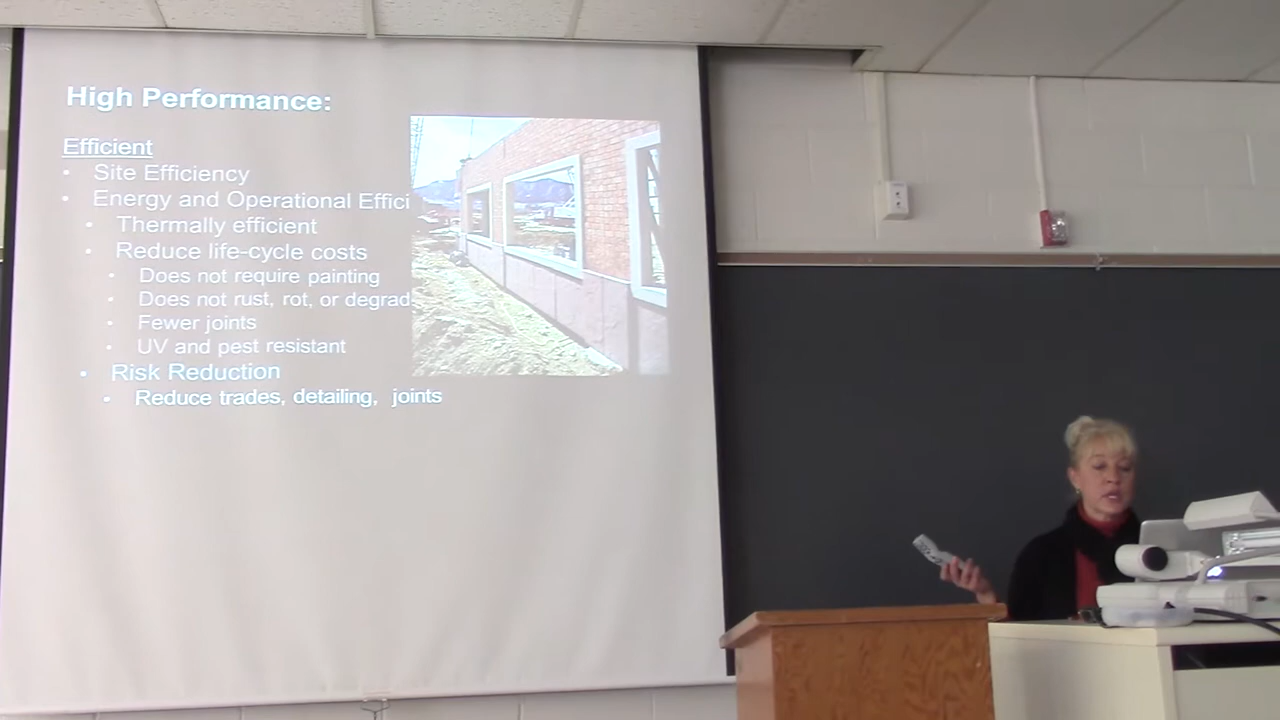 High Performance:
Efficient
• Site Efficiency
• Energy and Operational Effici
• Thermally efficient
• Reduce life-cycle costs
• Does not require painting
• Does not rust, rot, or degrad
• Fewer joints
• UV and pest resistant
• Risk Reduction
• Reduce trades, detailing, joints